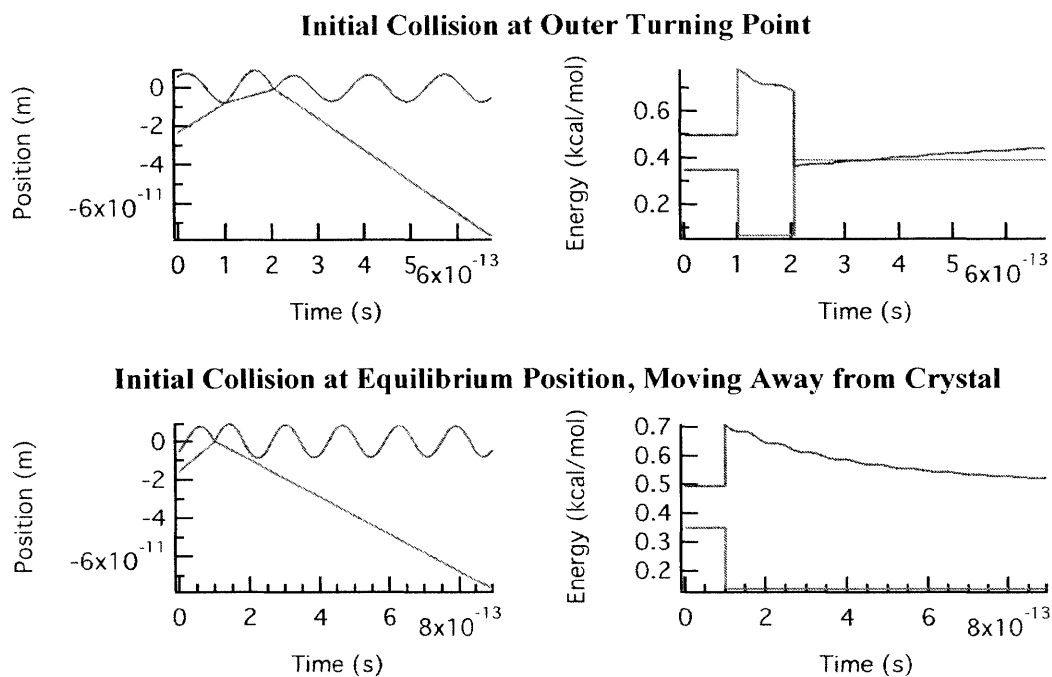 Initial Collision at Outer Turning Point
Position (m)
0
-2
-4
-6x10^-11
0 1 2 3 4 5 6x10^-13
Time (s)
Energy (kcal/mol)
0.6
0.4
0.2
0 1 2 3 4 5 6x10^-13
Time (s)
Initial Collision at Equilibrium Position, Moving Away from Crystal
Position (m)
0
-2
-4
-6x10^-11
0 2 4 6 8x10^-13
Time (s)
Energy (kcal/mol)
0.7
0.6
0.5
0.4
0.3
0.2
0 2 4 6 8x10^-13
Time (s)